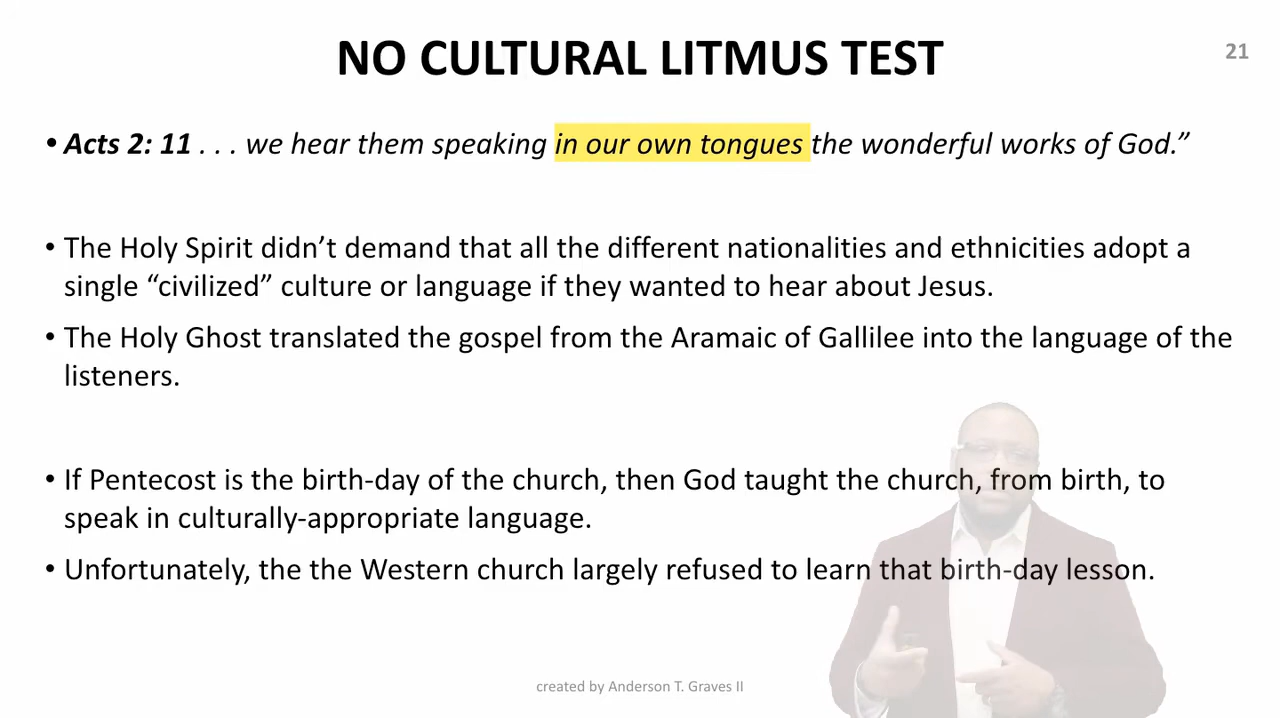 NO CULTURAL LITMUS TEST
21
• Acts 2: 11 . . . we hear them speaking in our own tongues the wonderful works of God.”
• The Holy Spirit didn’t demand that all the different nationalities and ethnicities adopt a
single “civilized” culture or language if they wanted to hear about Jesus.
• The Holy Ghost translated the gospel from the Aramaic of Gallilee into the language of the
listeners.
• If Pentecost is the birth-day of the church, then God taught the church, from birth, to
speak in culturally-appropriate language.
• Unfortunately, the the Western church largely refused to learn that birth-day lesson.
created by Anderson T. Graves II